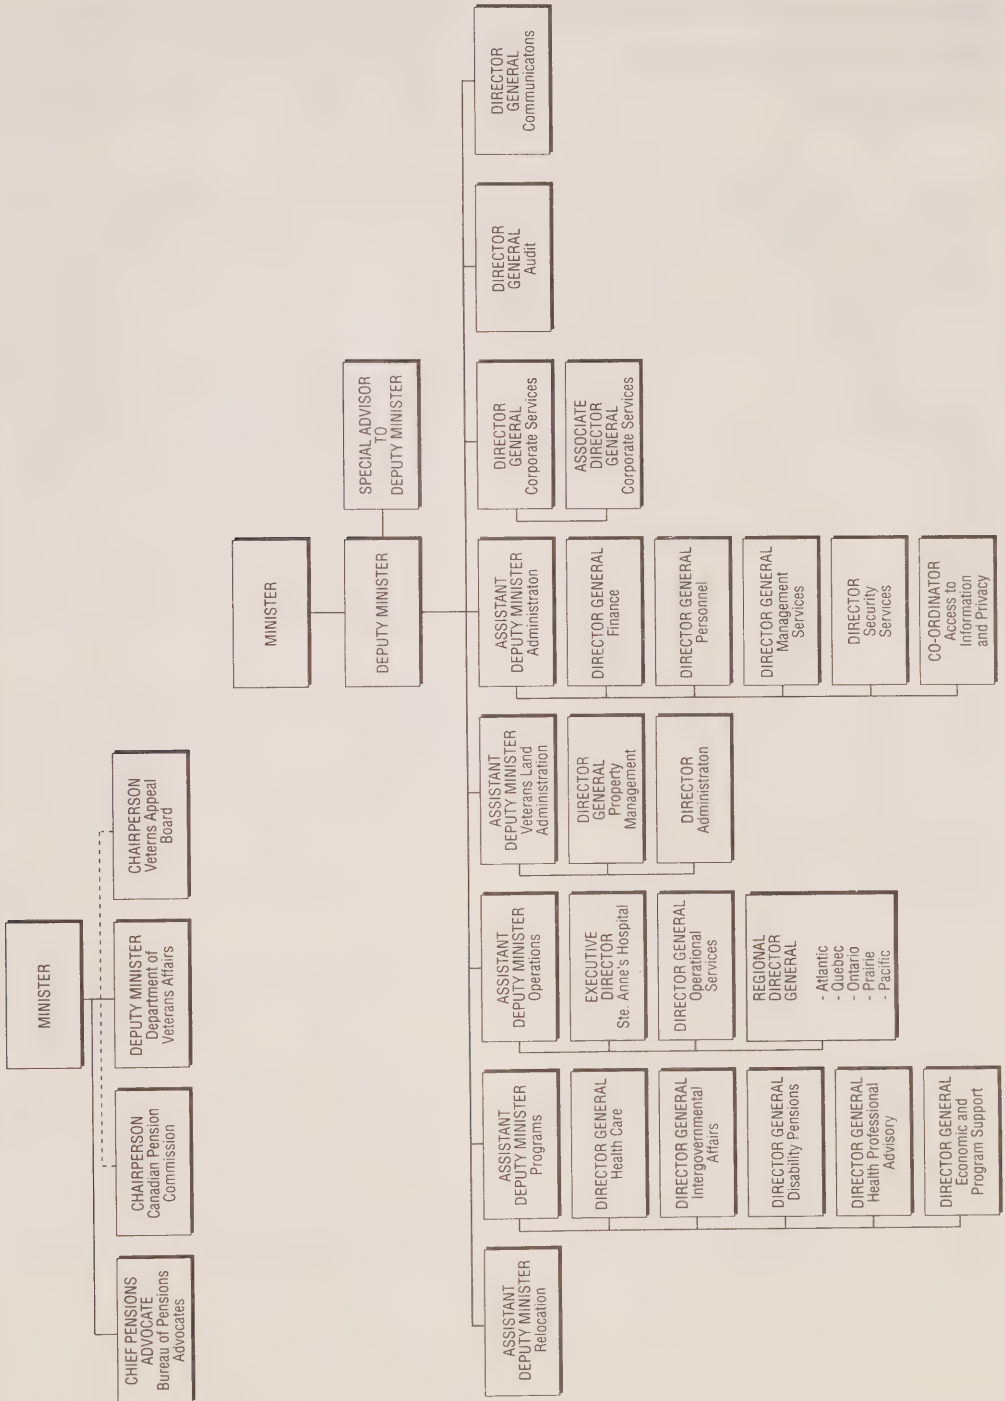 MINISTER
CHIEF PENSIONS
ADVOCATE
Bureau of Pensions
Advocates
CHAIRPERSON
Canadian Pension
Commission
DEPUTY MINISTER
Department of
Veterans Affairs
CHAIRPERSON
Veterns Appeal
Board
MINISTER
DEPUTY MINISTER
SPECIAL ADVISOR
TO
DEPUTY MINISTER
ASSISTANT
DEPUTY MINISTER
Relocation
ASSISTANT
DEPUTY MINISTER
Programs
DIRECTOR GENERAL
Health Care
DIRECTOR GENERAL
Intergovernmental
Affairs
DIRECTOR GENERAL
Disability Pensions
DIRECTOR GENERAL
Health Professional
Advisory
DIRECTOR GENERAL
Economic and
Program Support
ASSISTANT
DEPUTY MINISTER
Operations
EXECUTIVE
DIRECTOR
Ste. Anne's Hospital
DIRECTOR GENERAL
Operational
Services
REGIONAL
DIRECTOR
GENERAL
- Atlantic
- Quebec
- Ontario
- Prairie
- Pacific
ASSISTANT
DEPUTY MINISTER
Veterans Land
Administration
DIRECTOR
GENERAL
Property
Management
DIRECTOR
Administraton
ASSISTANT
DEPUTY MINISTER
Administraton
DIRECTOR GENERAL
Finance
DIRECTOR GENERAL
Personnel
DIRECTOR GENERAL
Management
Services
DIRECTOR
Security
Services
CO-ORDINATOR
Access to
Information
and Privacy
DIRECTOR
GENERAL
Corporate Services
ASSOCIATE
DIRECTOR
GENERAL
Corporate Services
DIRECTOR
GENERAL
Audit
DIRECTOR
GENERAL
Communicatons